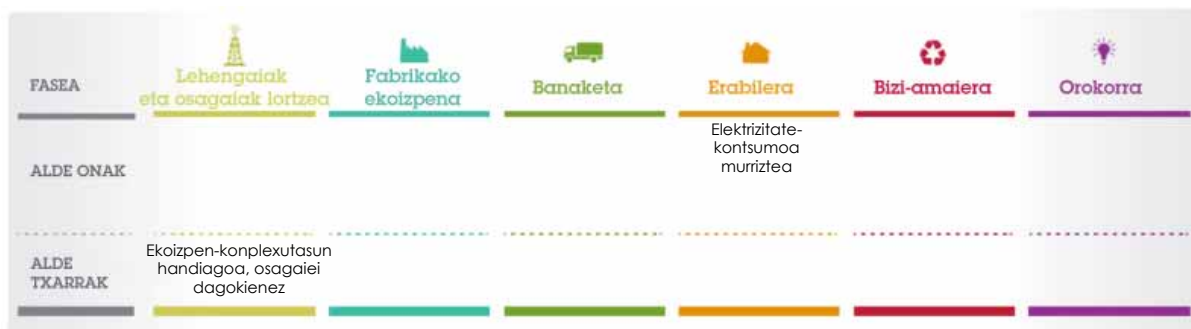 FASEA
Lehengaiak
eta osagaiak lortzea
Fabrikako
ekoizpena
Banaketa
Erabilera
Bizi-amaiera
Orokorra
ALDE ONAK
Elektrizitate-
kontsumoa
murriztea
ALDE
TXARRAK
Ekoizpen-konplexutasun
handiagoa, osagaiei
dagokienez